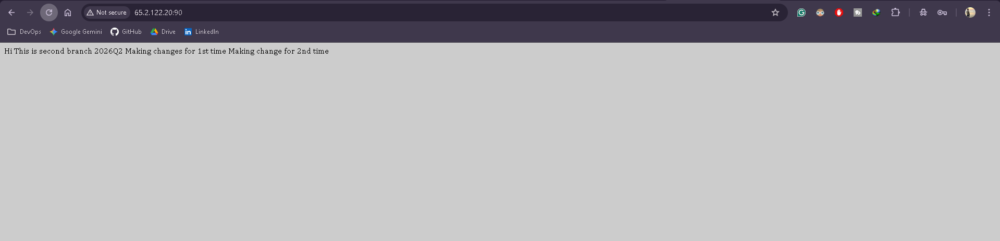 Not secure 65.2.122.20:90
DevOps Google Gemini GitHub Drive LinkedIn
Hi This is second branch 2026Q2 Making changes for 1st time Making change for 2nd time